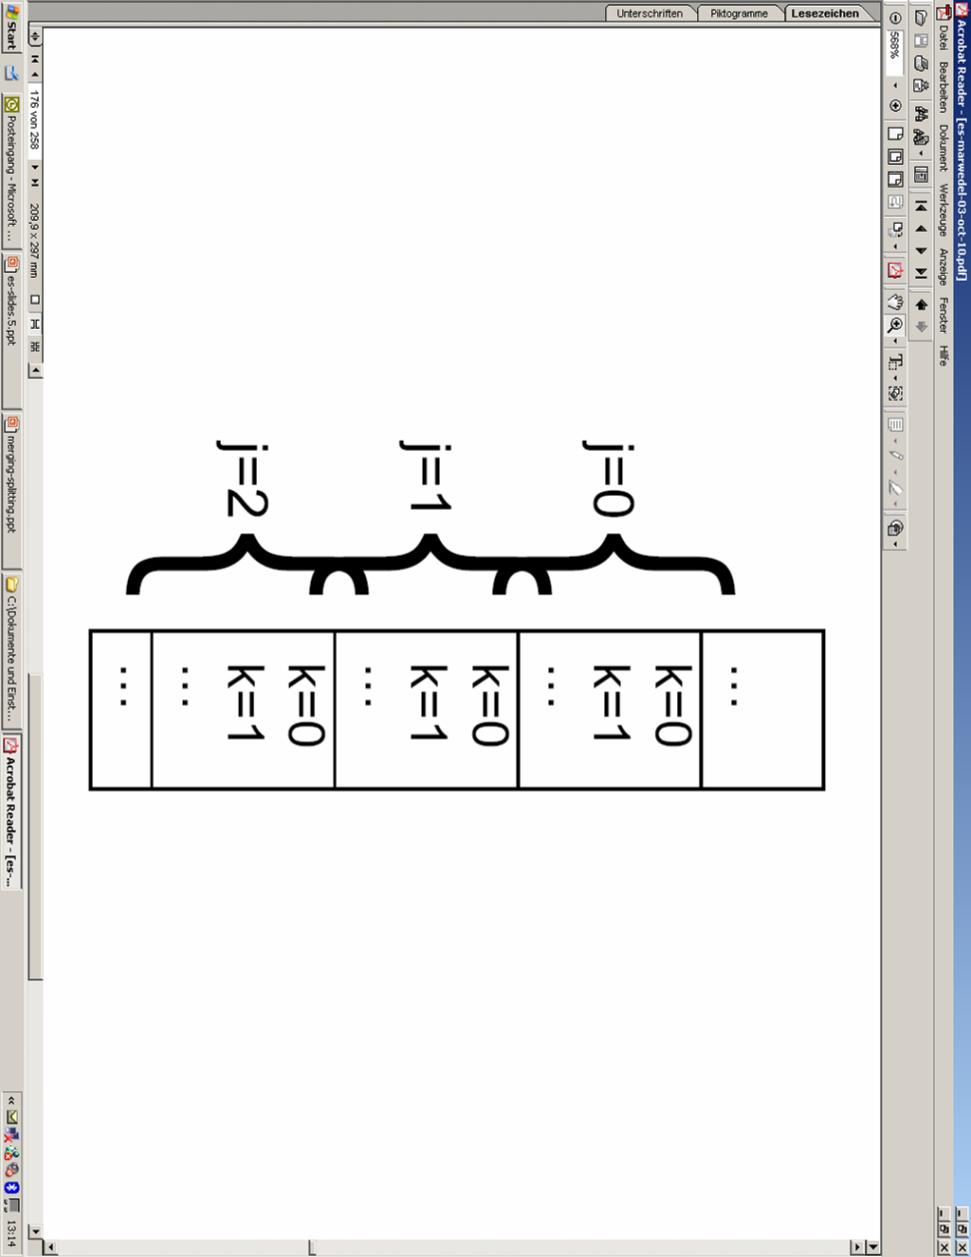 Acrobat Reader - [es-marwedel-03-oct-10.pdf]
Datei Bearbeiten Dokument Werkzeuge Anzeige Fenster Hilfe
568%
Lesezeichen
Piktogramme
Unterschriften
...
j=0
k=0
k=1
...
j=1
k=0
k=1
...
j=2
k=0
k=1
...
...
176 von 258
209,9 x 297 mm
Start
Posteingang - Microsoft ...
es-slides.5.ppt
merging-splitting.ppt
C:\Dokumente und Einst...
Acrobat Reader - [es-...
13:14